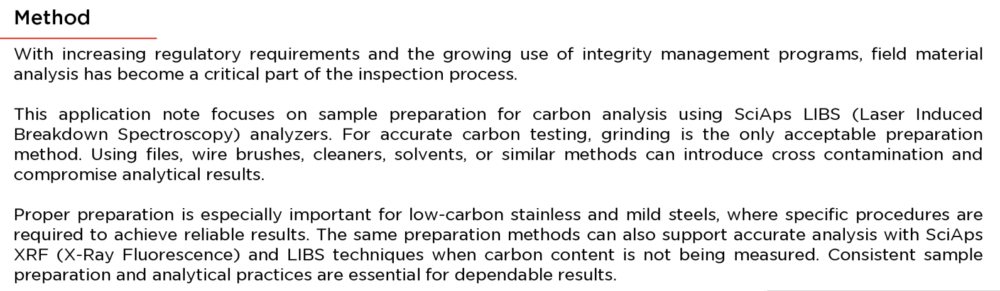 Method
With increasing regulatory requirements and the growing use of integrity management programs, field material
analysis has become a critical part of the inspection process.
This application note focuses on sample preparation for carbon analysis using SciAps LIBS (Laser Induced
Breakdown Spectroscopy) analyzers. For accurate carbon testing, grinding is the only acceptable preparation
method. Using files, wire brushes, cleaners, solvents, or similar methods can introduce cross contamination and
compromise analytical results.
Proper preparation is especially important for low-carbon stainless and mild steels, where specific procedures are
required to achieve reliable results. The same preparation methods can also support accurate analysis with SciAps
XRF (X-Ray Fluorescence) and LIBS techniques when carbon content is not being measured. Consistent sample
preparation and analytical practices are essential for dependable results.